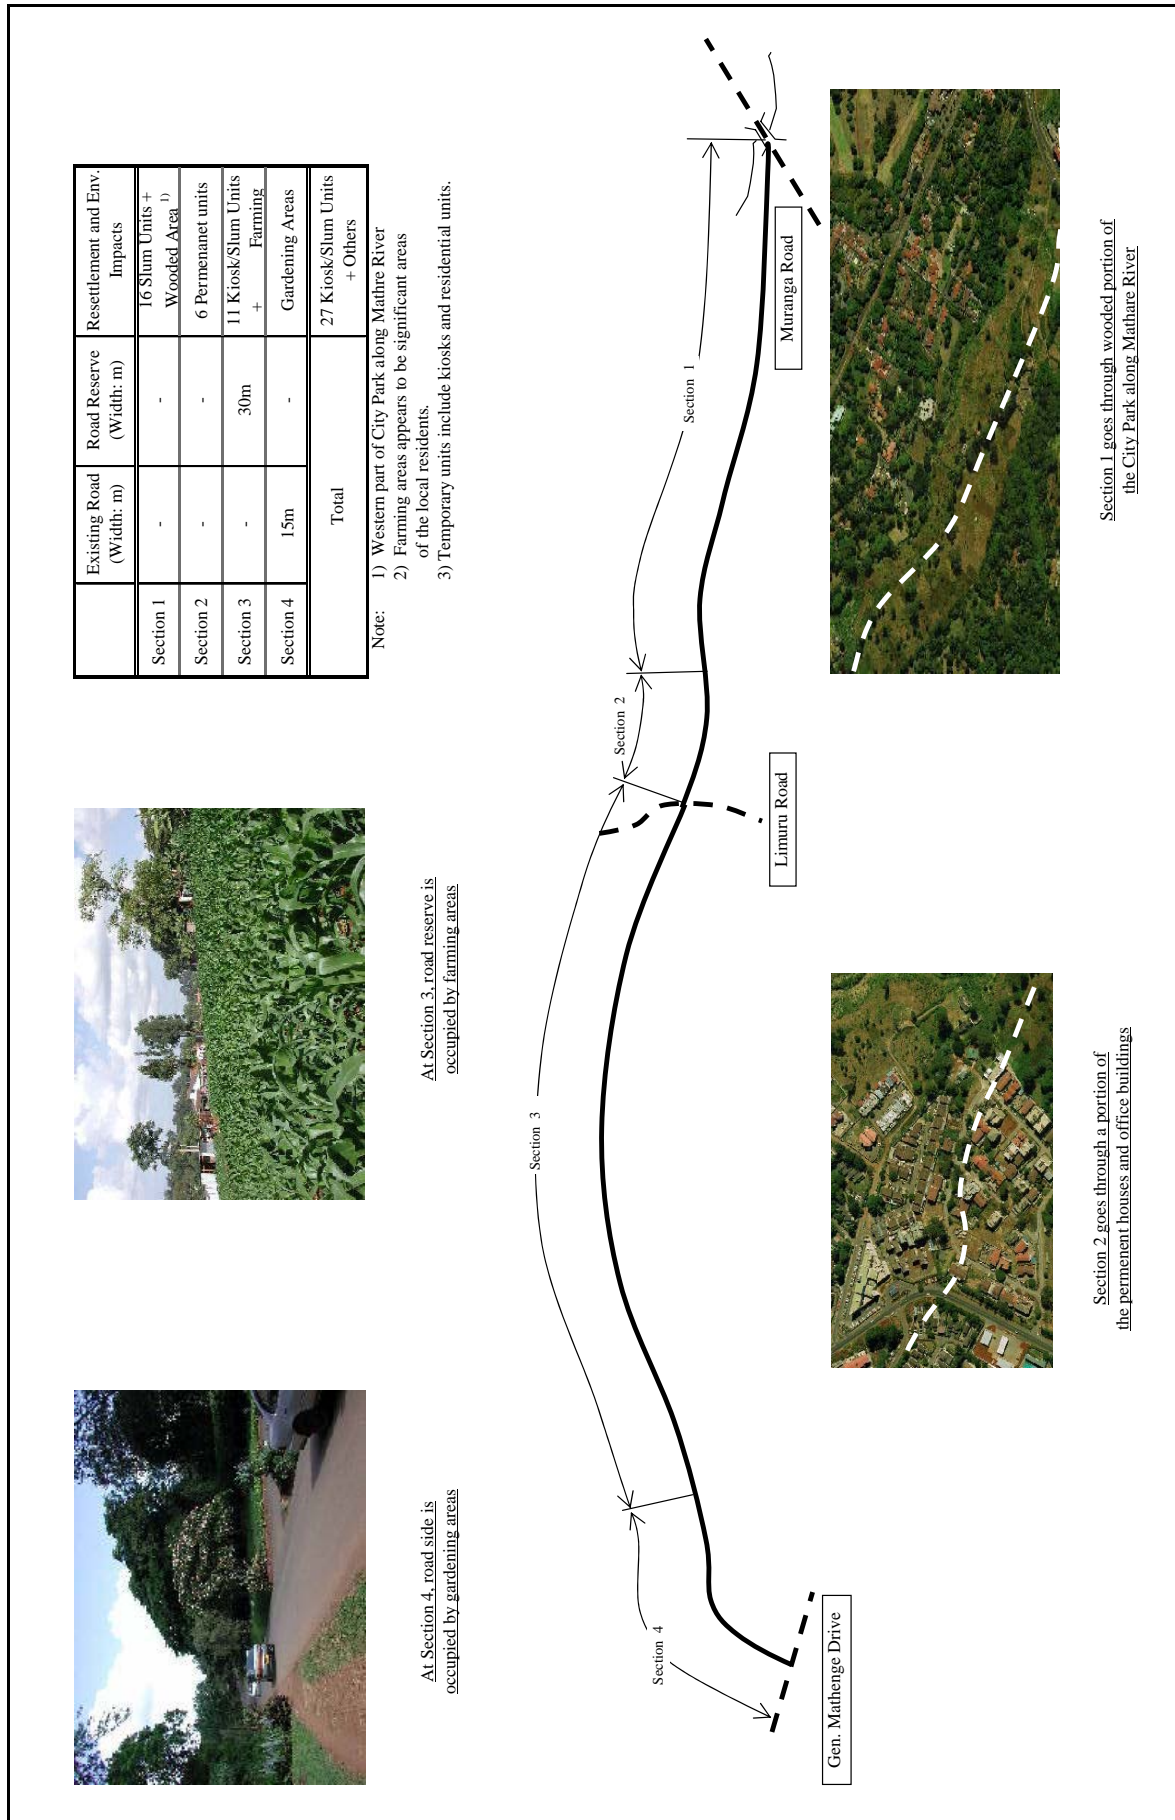 Existing Road
(Width: m)
Road Reserve
(Width: m)
Resettlement and Env.
Impacts
Section 1
-
-
16 Slum Units +
Wooded Area 1)
Section 2
-
-
6 Permenanet units
Section 3
-
30m
11 Kiosk/Slum Units
+ Farming
Section 4
15m
-
Gardening Areas
Total
27 Kiosk/Slum Units
+ Others
Note: 1) Western part of City Park along Mathre River
2) Farming areas appears to be significant areas
of the local residents.
3) Temporary units include kiosks and residential units.
At Section 4, road side is
occupied by gardening areas
At Section 3, road reserve is
occupied by farming areas
Section 4
Section 3
Section 2
Section 1
Gen. Mathenge Drive
Limuru Road
Muranga Road
Section 2 goes through a portion of
the permenent houses and office buildings
Section 1 goes through wooded portion of
the City Park along Mathare River